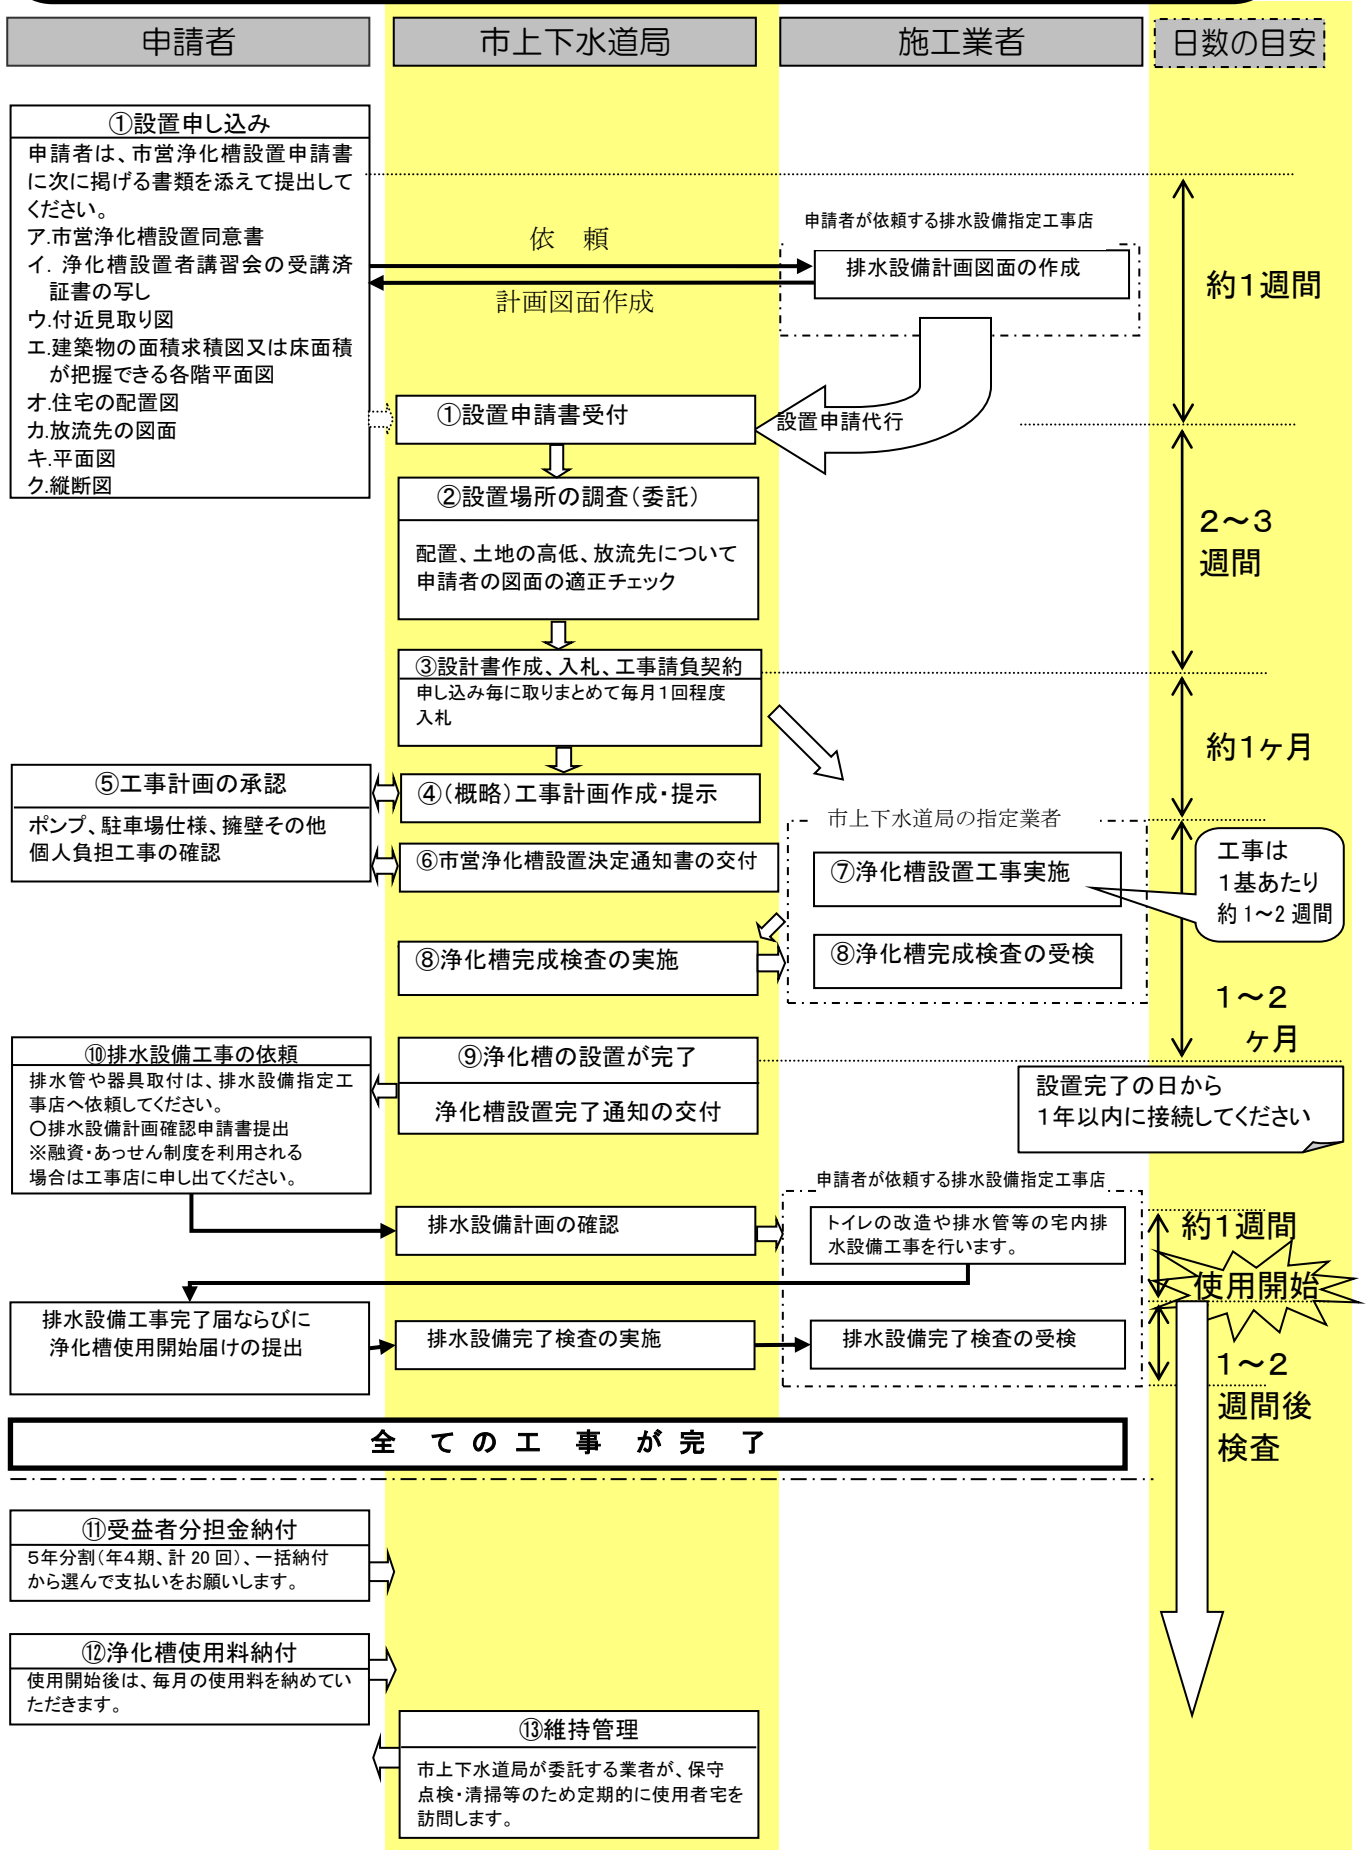 申請者
市上下水道局
施工業者
日数の目安
①設置申し込み
申請者は、市営浄化槽設置申請書
に次に掲げる書類を添えて提出して
ください。
ア.市営浄化槽設置同意書
イ. 浄化槽設置者講習会の受講済
証書の写し
ウ.付近見取り図
エ.建築物の面積求積図又は床面積
が把握できる各階平面図
オ.住宅の配置図
カ.放流先の図面
キ.平面図
ク.縦断図
依 頼
計画図面作成
申請者が依頼する排水設備指定工事店
排水設備計画図面の作成
約1週間
①設置申請書受付
設置申請代行
②設置場所の調査(委託)
配置、土地の高低、放流先について
申請者の図面の適正チェック
2～3
週間
③設計書作成、入札、工事請負契約
申し込み毎に取りまとめて毎月1回程度
入札
約1ヶ月
⑤工事計画の承認
ポンプ、駐車場仕様、擁壁その他
個人負担工事の確認
④(概略)工事計画作成・提示
⑥市営浄化槽設置決定通知書の交付
市上下水道局の指定業者
⑦浄化槽設置工事実施
工事は
1基あたり
約1～2週間
⑧浄化槽完成検査の実施
⑧浄化槽完成検査の受検
1～2
ヶ月
⑩排水設備工事の依頼
排水管や器具取付は、排水設備指定工
事店へ依頼してください。
○排水設備計画確認申請書提出
※融資・あっせん制度を利用される
場合は工事店に申し出てください。
⑨浄化槽の設置が完了
浄化槽設置完了通知の交付
設置完了の日から
1年以内に接続してください
申請者が依頼する排水設備指定工事店
排水設備計画の確認
トイレの改造や排水管等の宅内排
水設備工事を行います。
約1週間
使用開始
排水設備工事完了届ならびに
浄化槽使用開始届けの提出
排水設備完了検査の実施
排水設備完了検査の受検
1～2
週間後
検査
全 ての工 事 が完 了
⑪受益者分担金納付
5年分割(年4期、計20回)、一括納付
から選んで支払いをお願いします。
⑫浄化槽使用料納付
使用開始後は、毎月の使用料を納めてい
ただきます。
⑬維持管理
市上下水道局が委託する業者が、保守
点検・清掃等のため定期的に使用者宅を
訪問します。